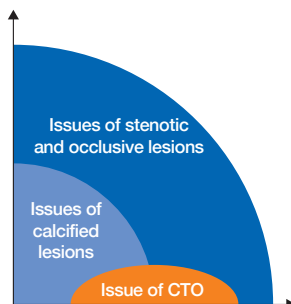 Issues of stenotic
and occlusive lesions
Issues of
calcified
lesions
Issue of CTO